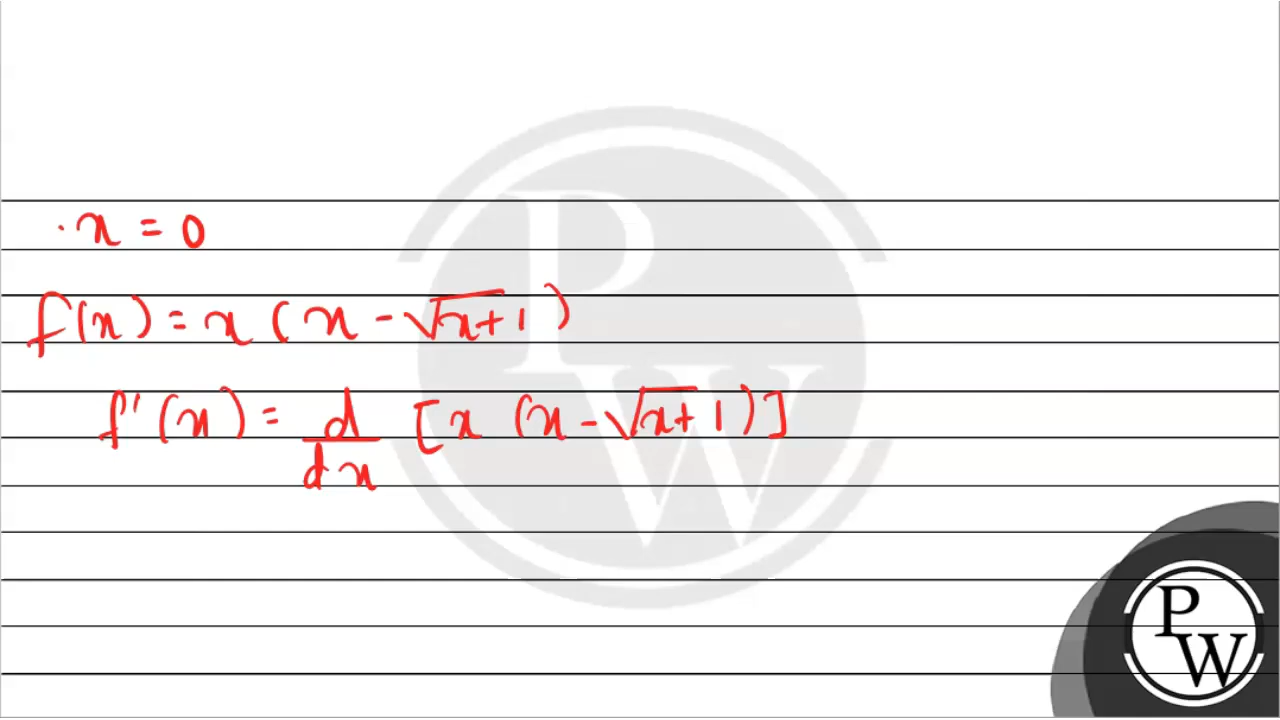 · x = 0
f(x) = x (x - √x+1)
f'(x) = d/dx [x (x - √x+1)]
P
W
P
W